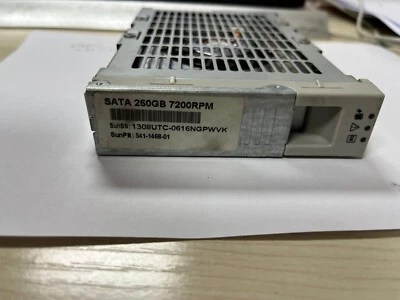 SATA 250GB 7200RPM
SunSN: 1308UTC-0616NGPWVK
SunPN: 541-1468-01